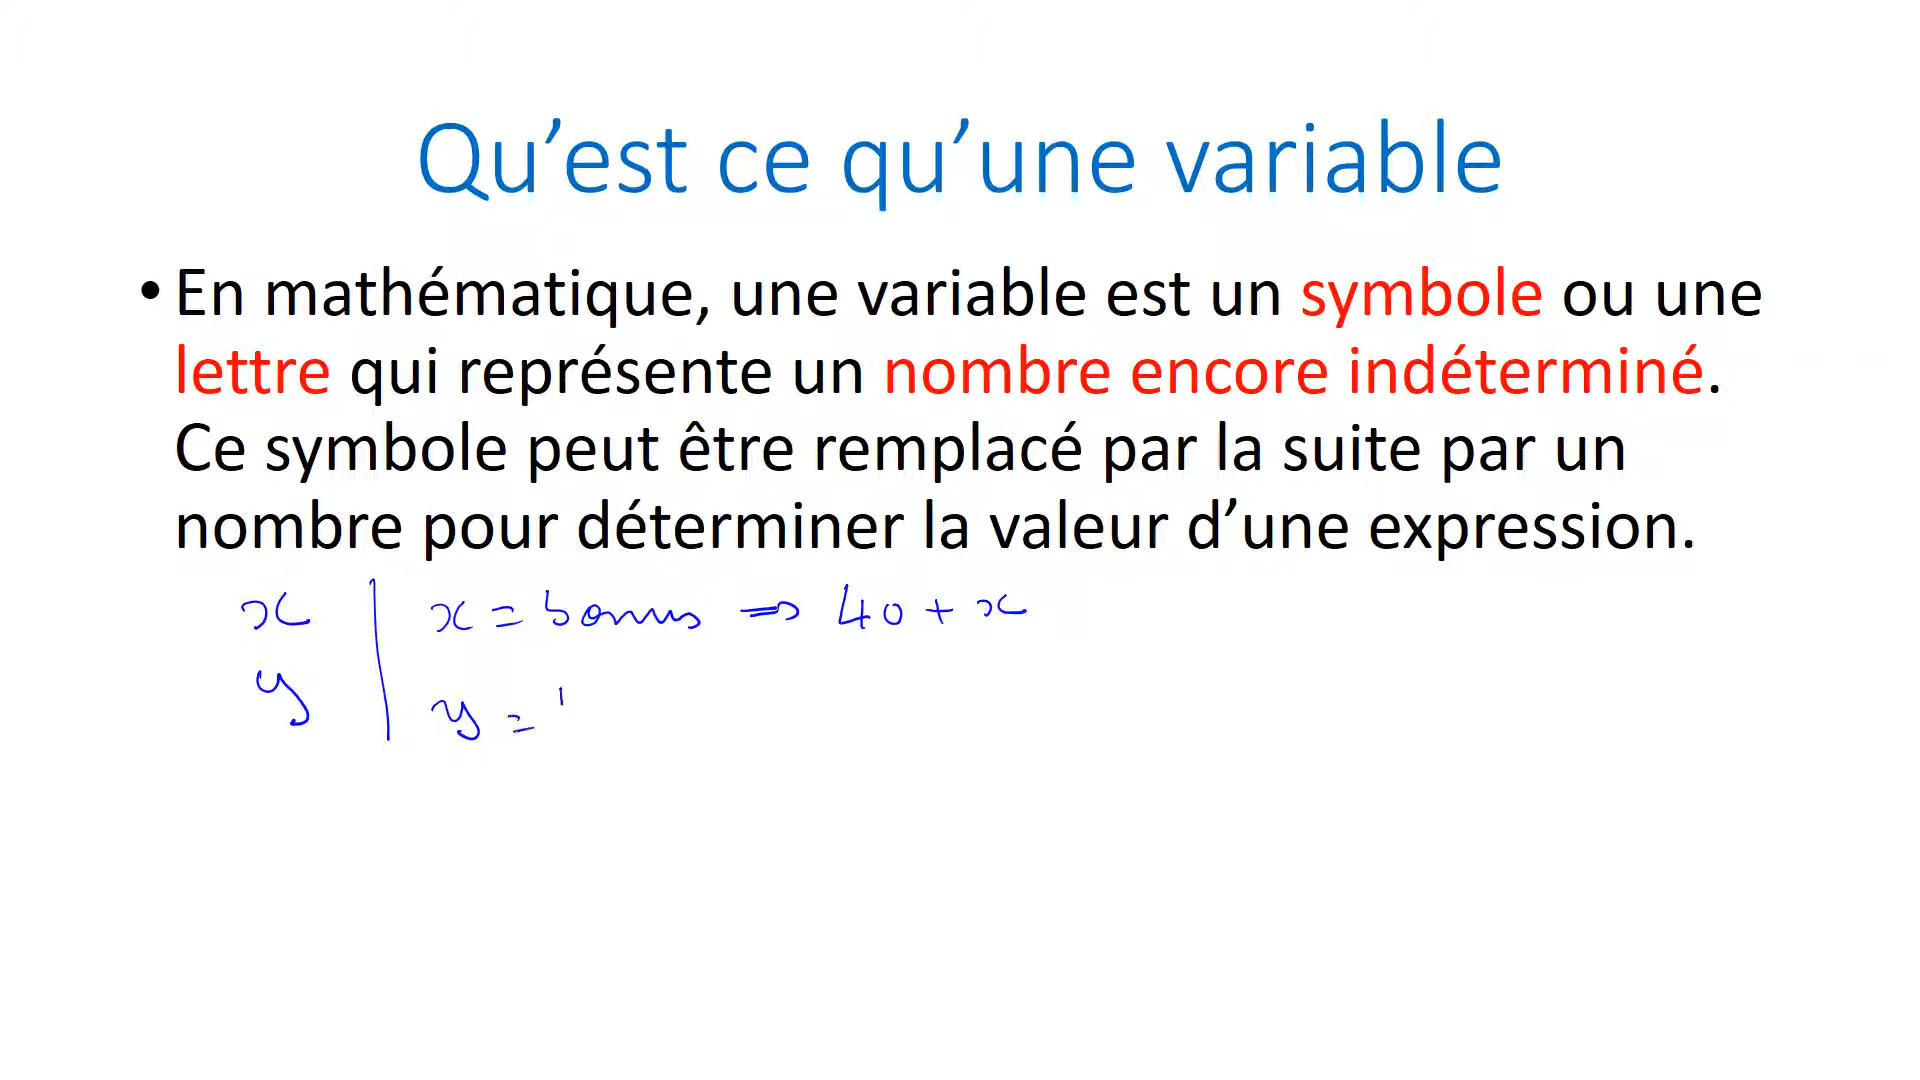 Qu’est ce qu’une variable
• En mathématique, une variable est un symbole ou une
lettre qui représente un nombre encore indéterminé.
Ce symbole peut être remplacé par la suite par un
nombre pour déterminer la valeur d’une expression.
x | x = bonus ⇒ 40 + x
y | y =